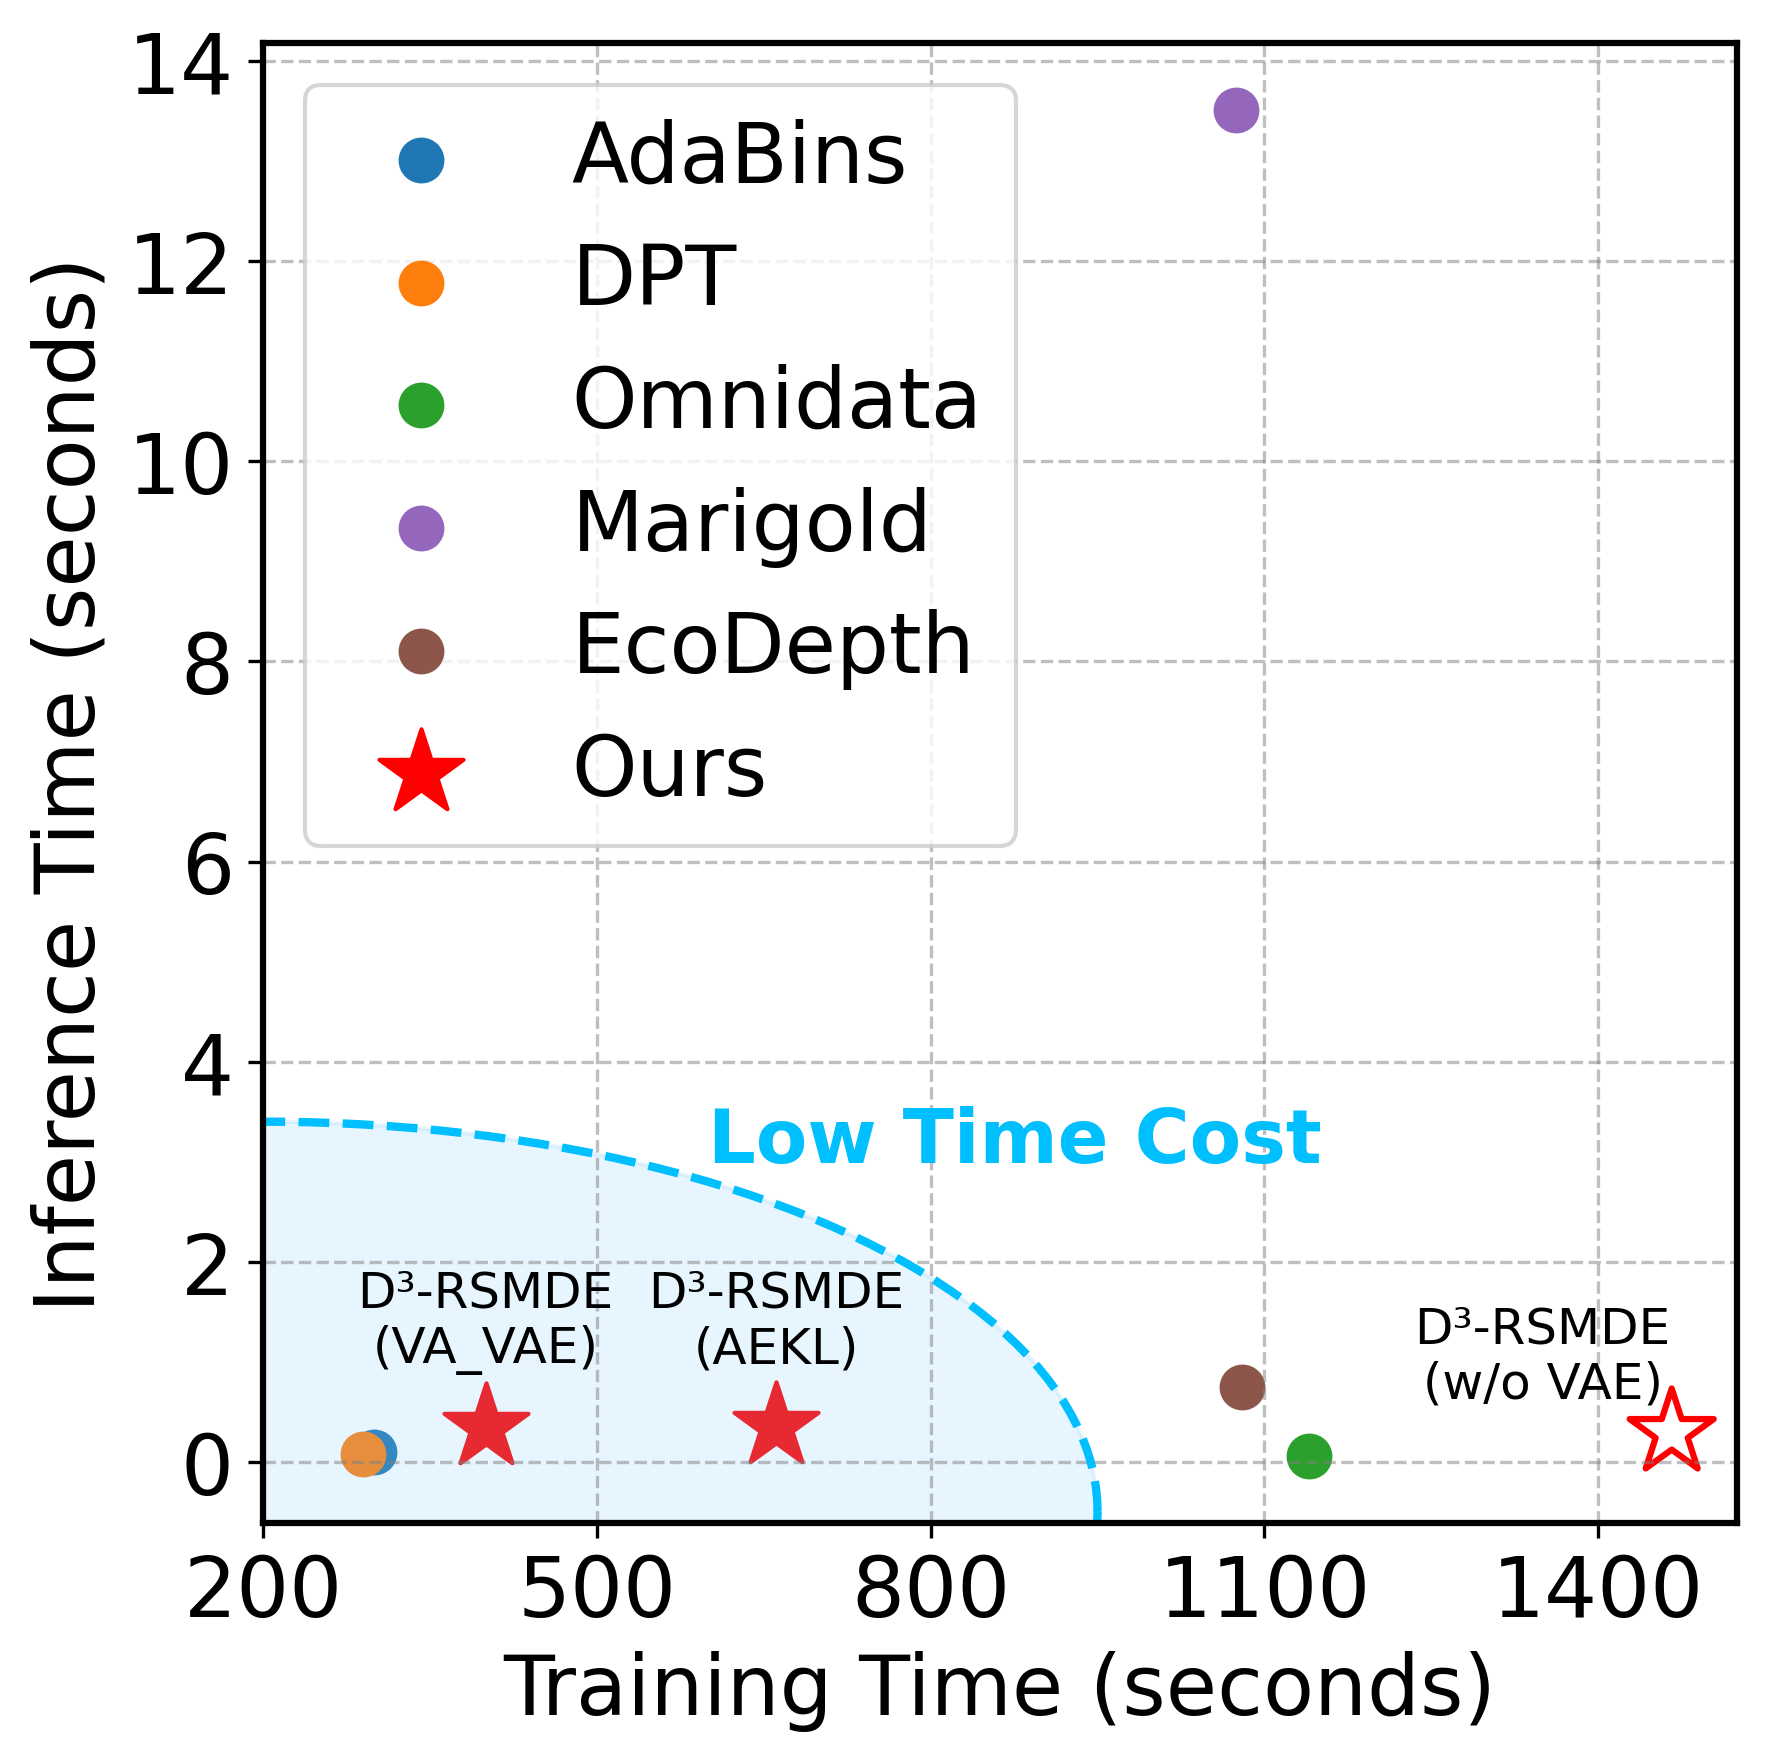 14
12
10
8
6
4
2
0
Inference Time (seconds)
AdaBins
DPT
Omnidata
Marigold
EcoDepth
Ours
Low Time Cost
D³-RSMDE
(VA_VAE)
D³-RSMDE
(AEKL)
D³-RSMDE
(w/o VAE)
200 500 800 1100 1400
Training Time (seconds)